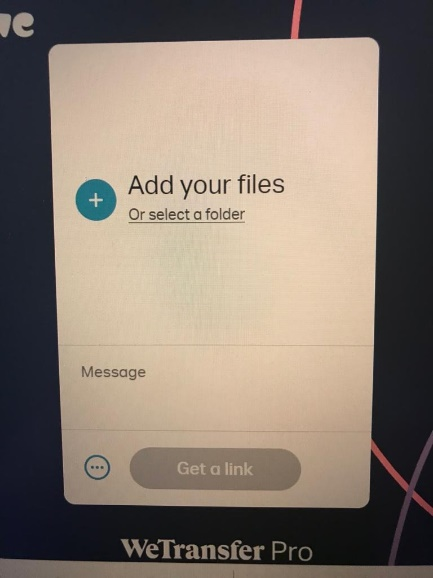 Add your files
Or select a folder
Message
Get a link
WeTransfer Pro